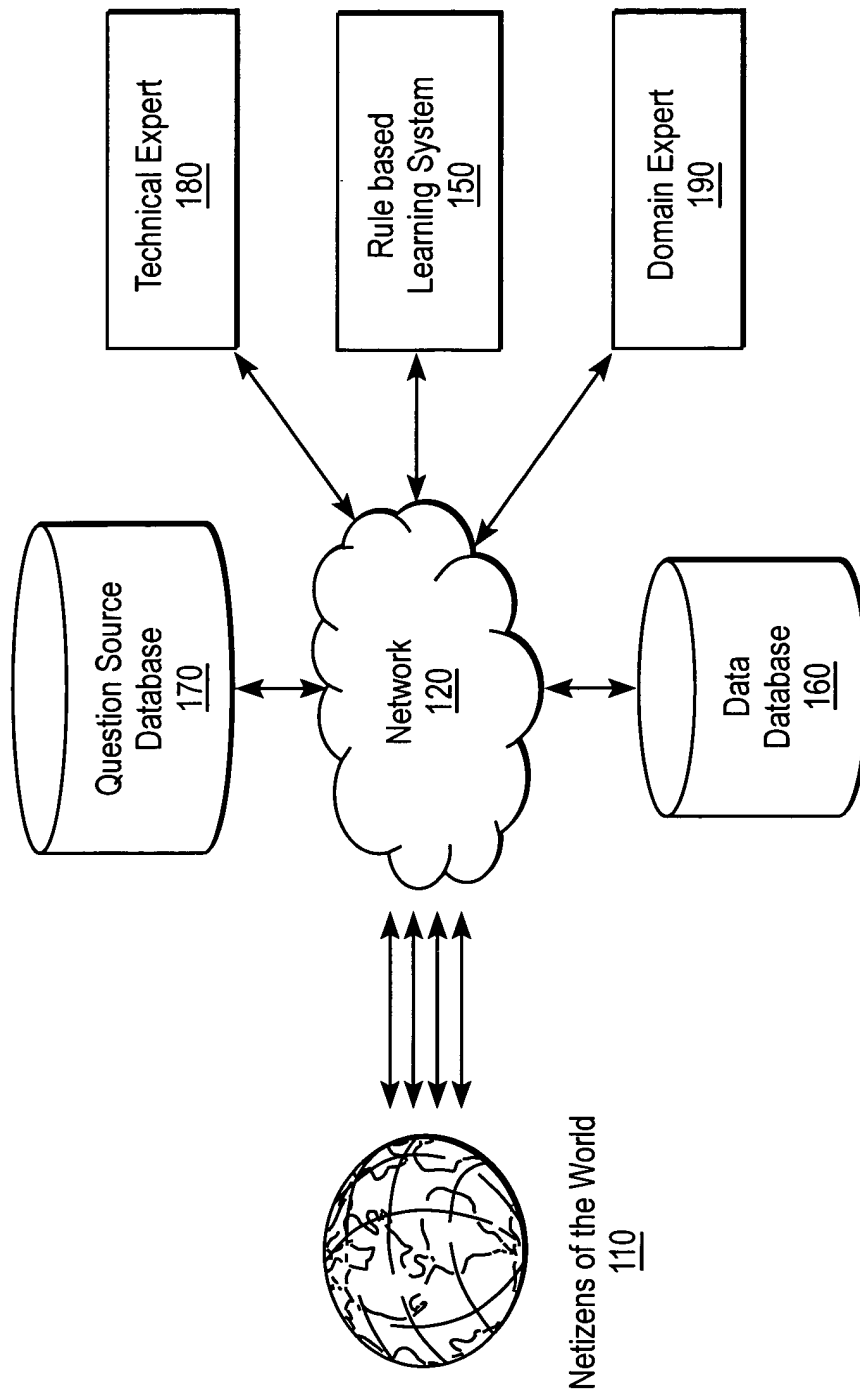 Netizens of the World
110
Question Source
Database
170
Network
120
Data
Database
160
Technical Expert
180
Rule based
Learning System
150
Domain Expert
190